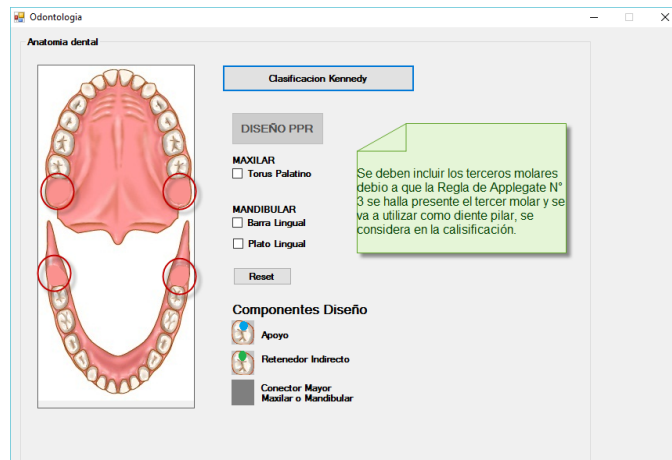 Odontologia
Anatomia dental
Clasificacion Kennedy
DISEÑO PPR
MAXILAR
Torus Palatino
MANDIBULAR
Barra Lingual
Plato Lingual
Reset
Se deben incluir los terceros molares
debio a que la Regla de Applegate N°
3 se halla presente el tercer molar y se
va a utilizar como diente pilar, se
considera en la calisificación.
Componentes Diseño
Apoyo
Retenedor Indirecto
Conector Mayor
Maxilar o Mandibular